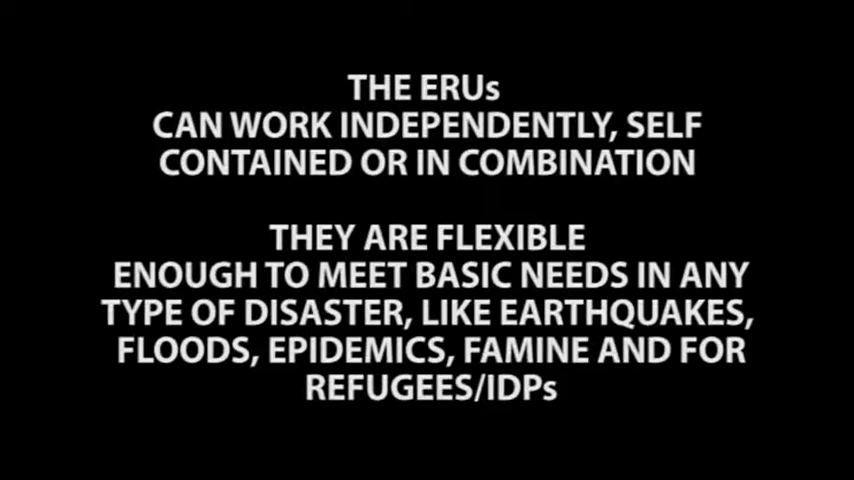 THE ERUs
CAN WORK INDEPENDENTLY, SELF
CONTAINED OR IN COMBINATION
THEY ARE FLEXIBLE
ENOUGH TO MEET BASIC NEEDS IN ANY
TYPE OF DISASTER, LIKE EARTHQUAKES,
FLOODS, EPIDEMICS, FAMINE AND FOR
REFUGEES/IDPs